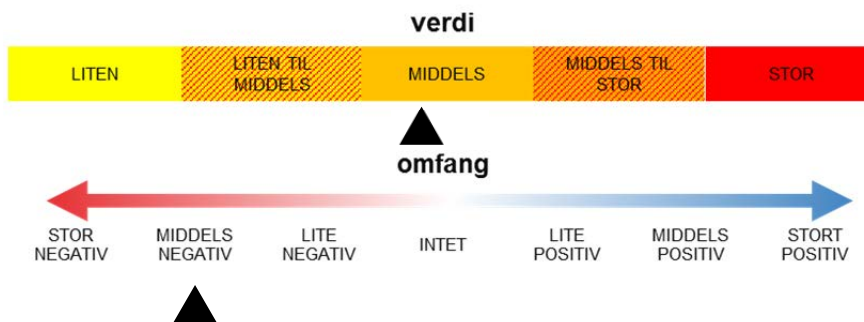 verdi
LITEN
LITEN TIL
MIDDELS
MIDDELS
MIDDELS TIL
STOR
STOR
omfang
STOR
NEGATIV
MIDDELS
NEGATIV
LITE
NEGATIV
INTET
LITE
POSITIV
MIDDELS
POSITIV
STORT
POSITIV